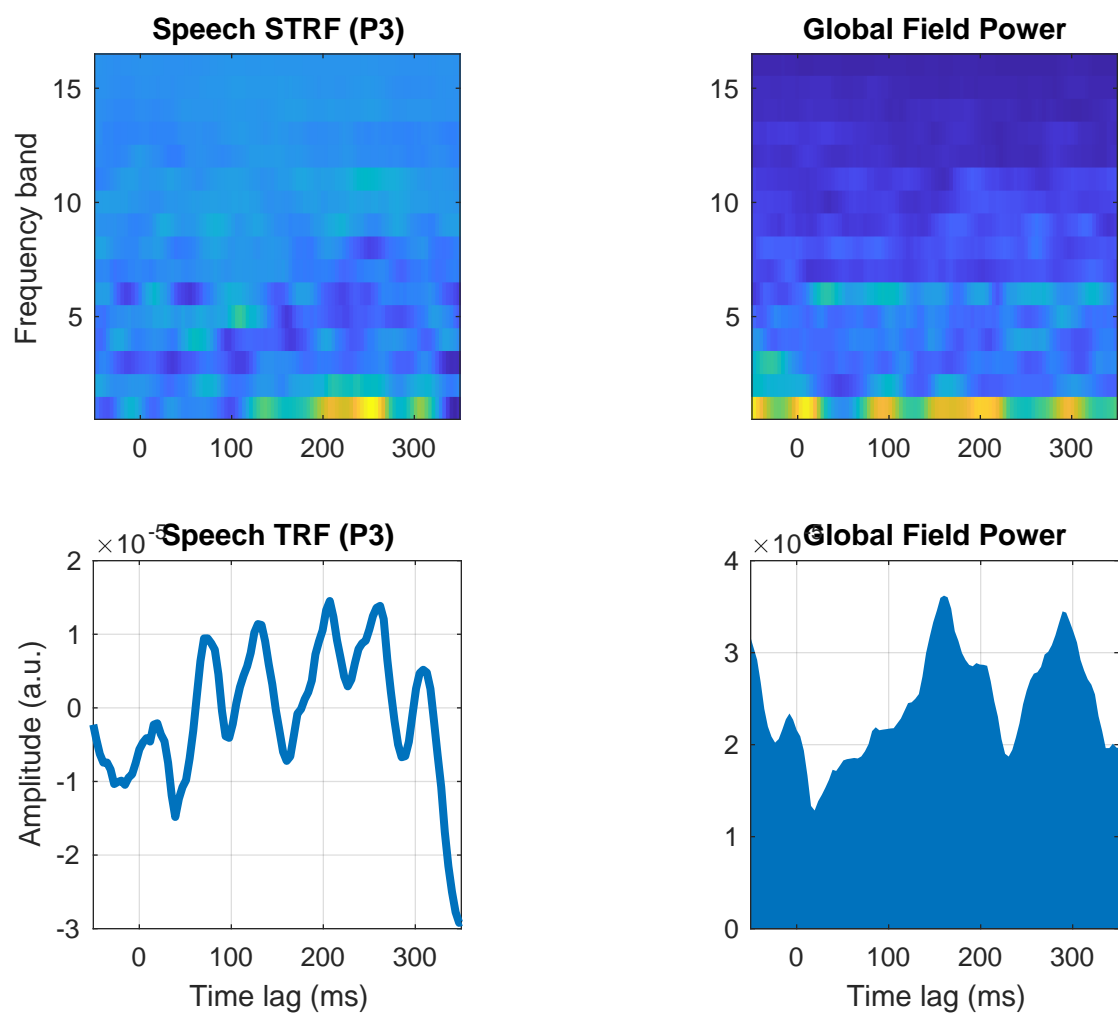 Speech STRF (P3)
Frequency band
15
10
5
0 100 200 300
Global Field Power
15
10
5
0 100 200 300
Speech TRF (P3)
×10⁻⁵
Amplitude (a.u.)
2
1
0
-1
-2
-3
0 100 200 300
Time lag (ms)
Global Field Power
×10⁻⁵
4
3
2
1
0
0 100 200 300
Time lag (ms)